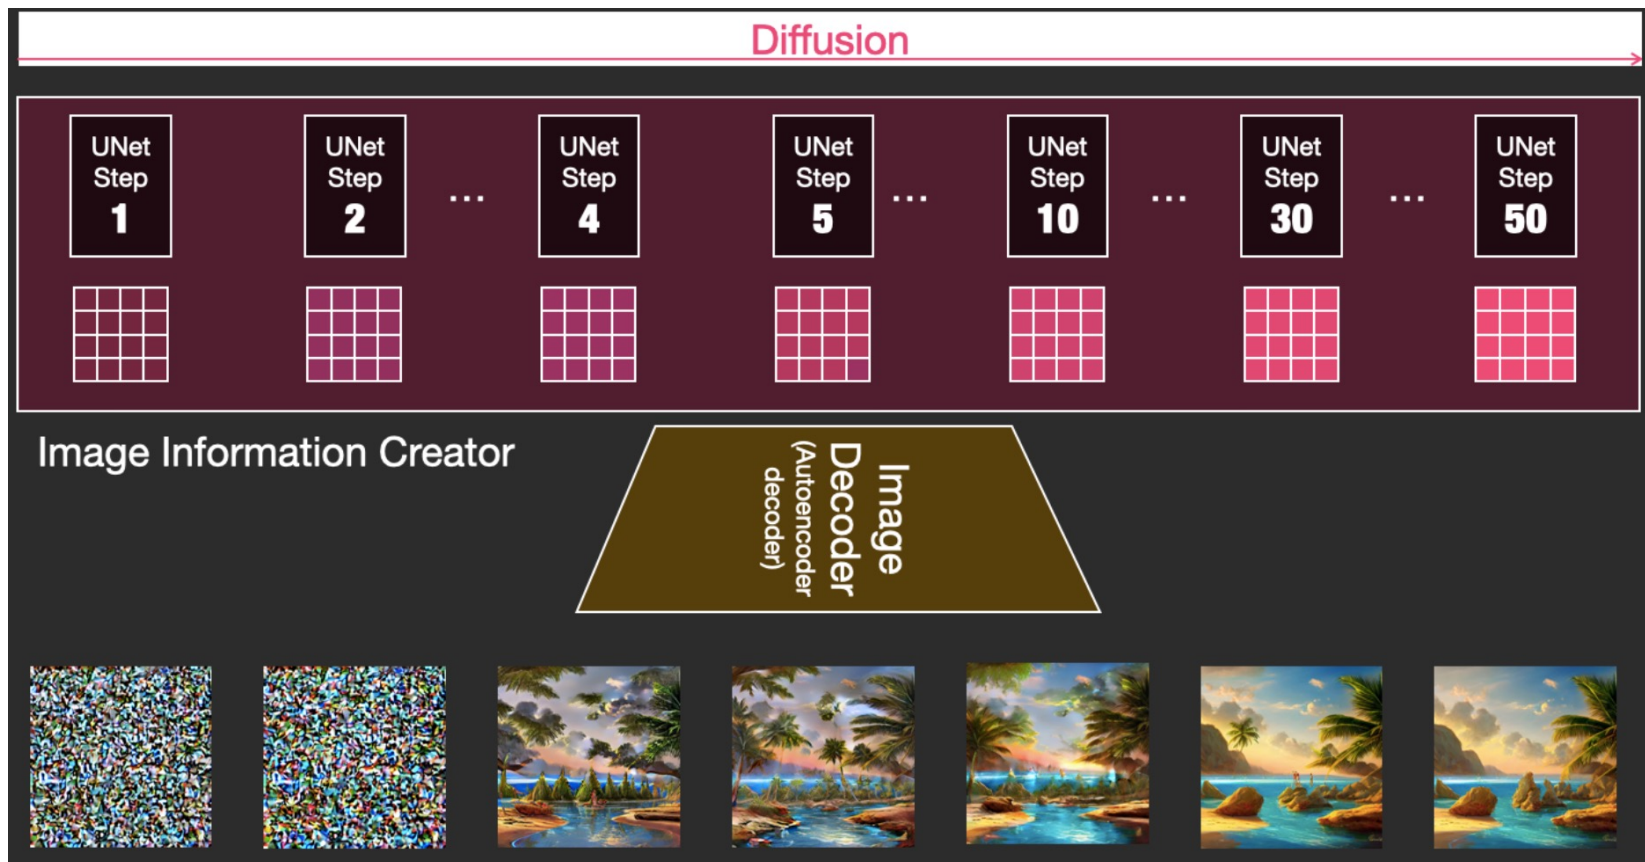 Diffusion
UNet
Step
1
UNet
Step
2
...
UNet
Step
4
UNet
Step
5
...
UNet
Step
10
...
UNet
Step
30
...
UNet
Step
50
Image Information Creator
Image
Decoder
(Autoencoder
decoder)